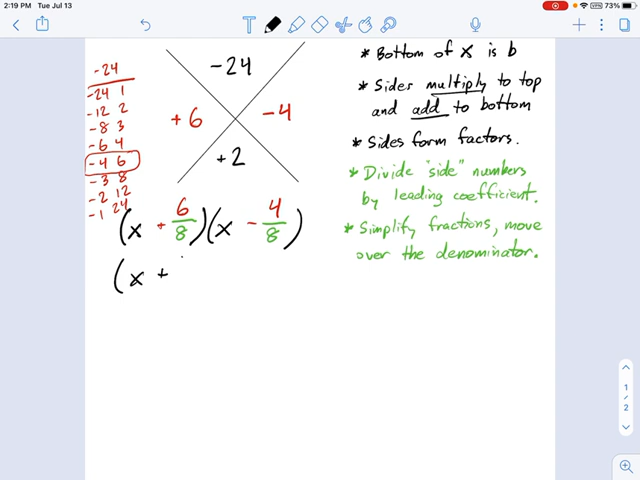 2:19 PM Tue Jul 13
73%
-24
-24 1
-12 2
-8 3
-6 4
-4 6
-3 8
-2 12
-1 24
-24
+6 -4
+2
(x + 6/8)(x - 4/8)
(x +
* Bottom of X is b
* Sides multiply to top
and add to bottom
* Sides form factors.
* Divide "side" numbers
by leading coefficient.
* Simplify fractions, move
over the denominator.
1
/
2